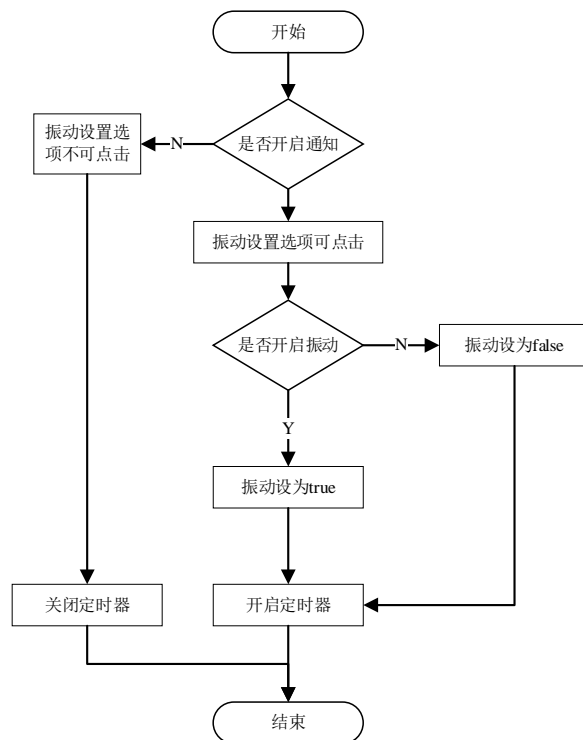 开始
是否开启通知
N
振动设置选
项不可点击
振动设置选项可点击
是否开启振动
N
振动设为false
Y
振动设为true
关闭定时器
开启定时器
结束